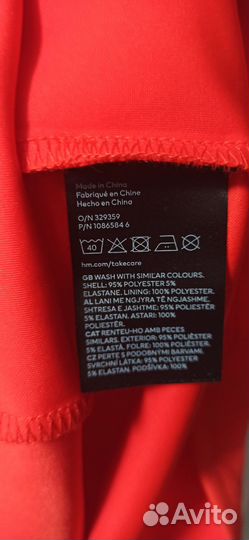 Made in China
Fabriqué en Chine
Hecho en China
O/N 329359
P/N 1086584 6
40
hm.com/takecare
GB WASH WITH SIMILAR COLOURS.
SHELL: 95% POLYESTER 5%
ELASTANE. LINING: 100% POLYESTER.
AL LANI ME NGJYRA TË NGJASHME.
SHTRESA E JASHTME: 95% POLIESTËR
5% ELASTAN. ASTARI: 100%
POLIESTËR.
CAT RENTEU-HO AMB PECES
SIMILARS. EXTERIOR: 95% POLIÈSTER
5% ELASTÀ. FOLRE: 100% POLIÈSTER
CZ PERTE S PODOBNÝMI BARVAMI.
SVRCHNÍ LÁTKA: 95% POLYESTER
5% ELASTAN. PODŠÍVKA: 100%
POLYESTER
Avito